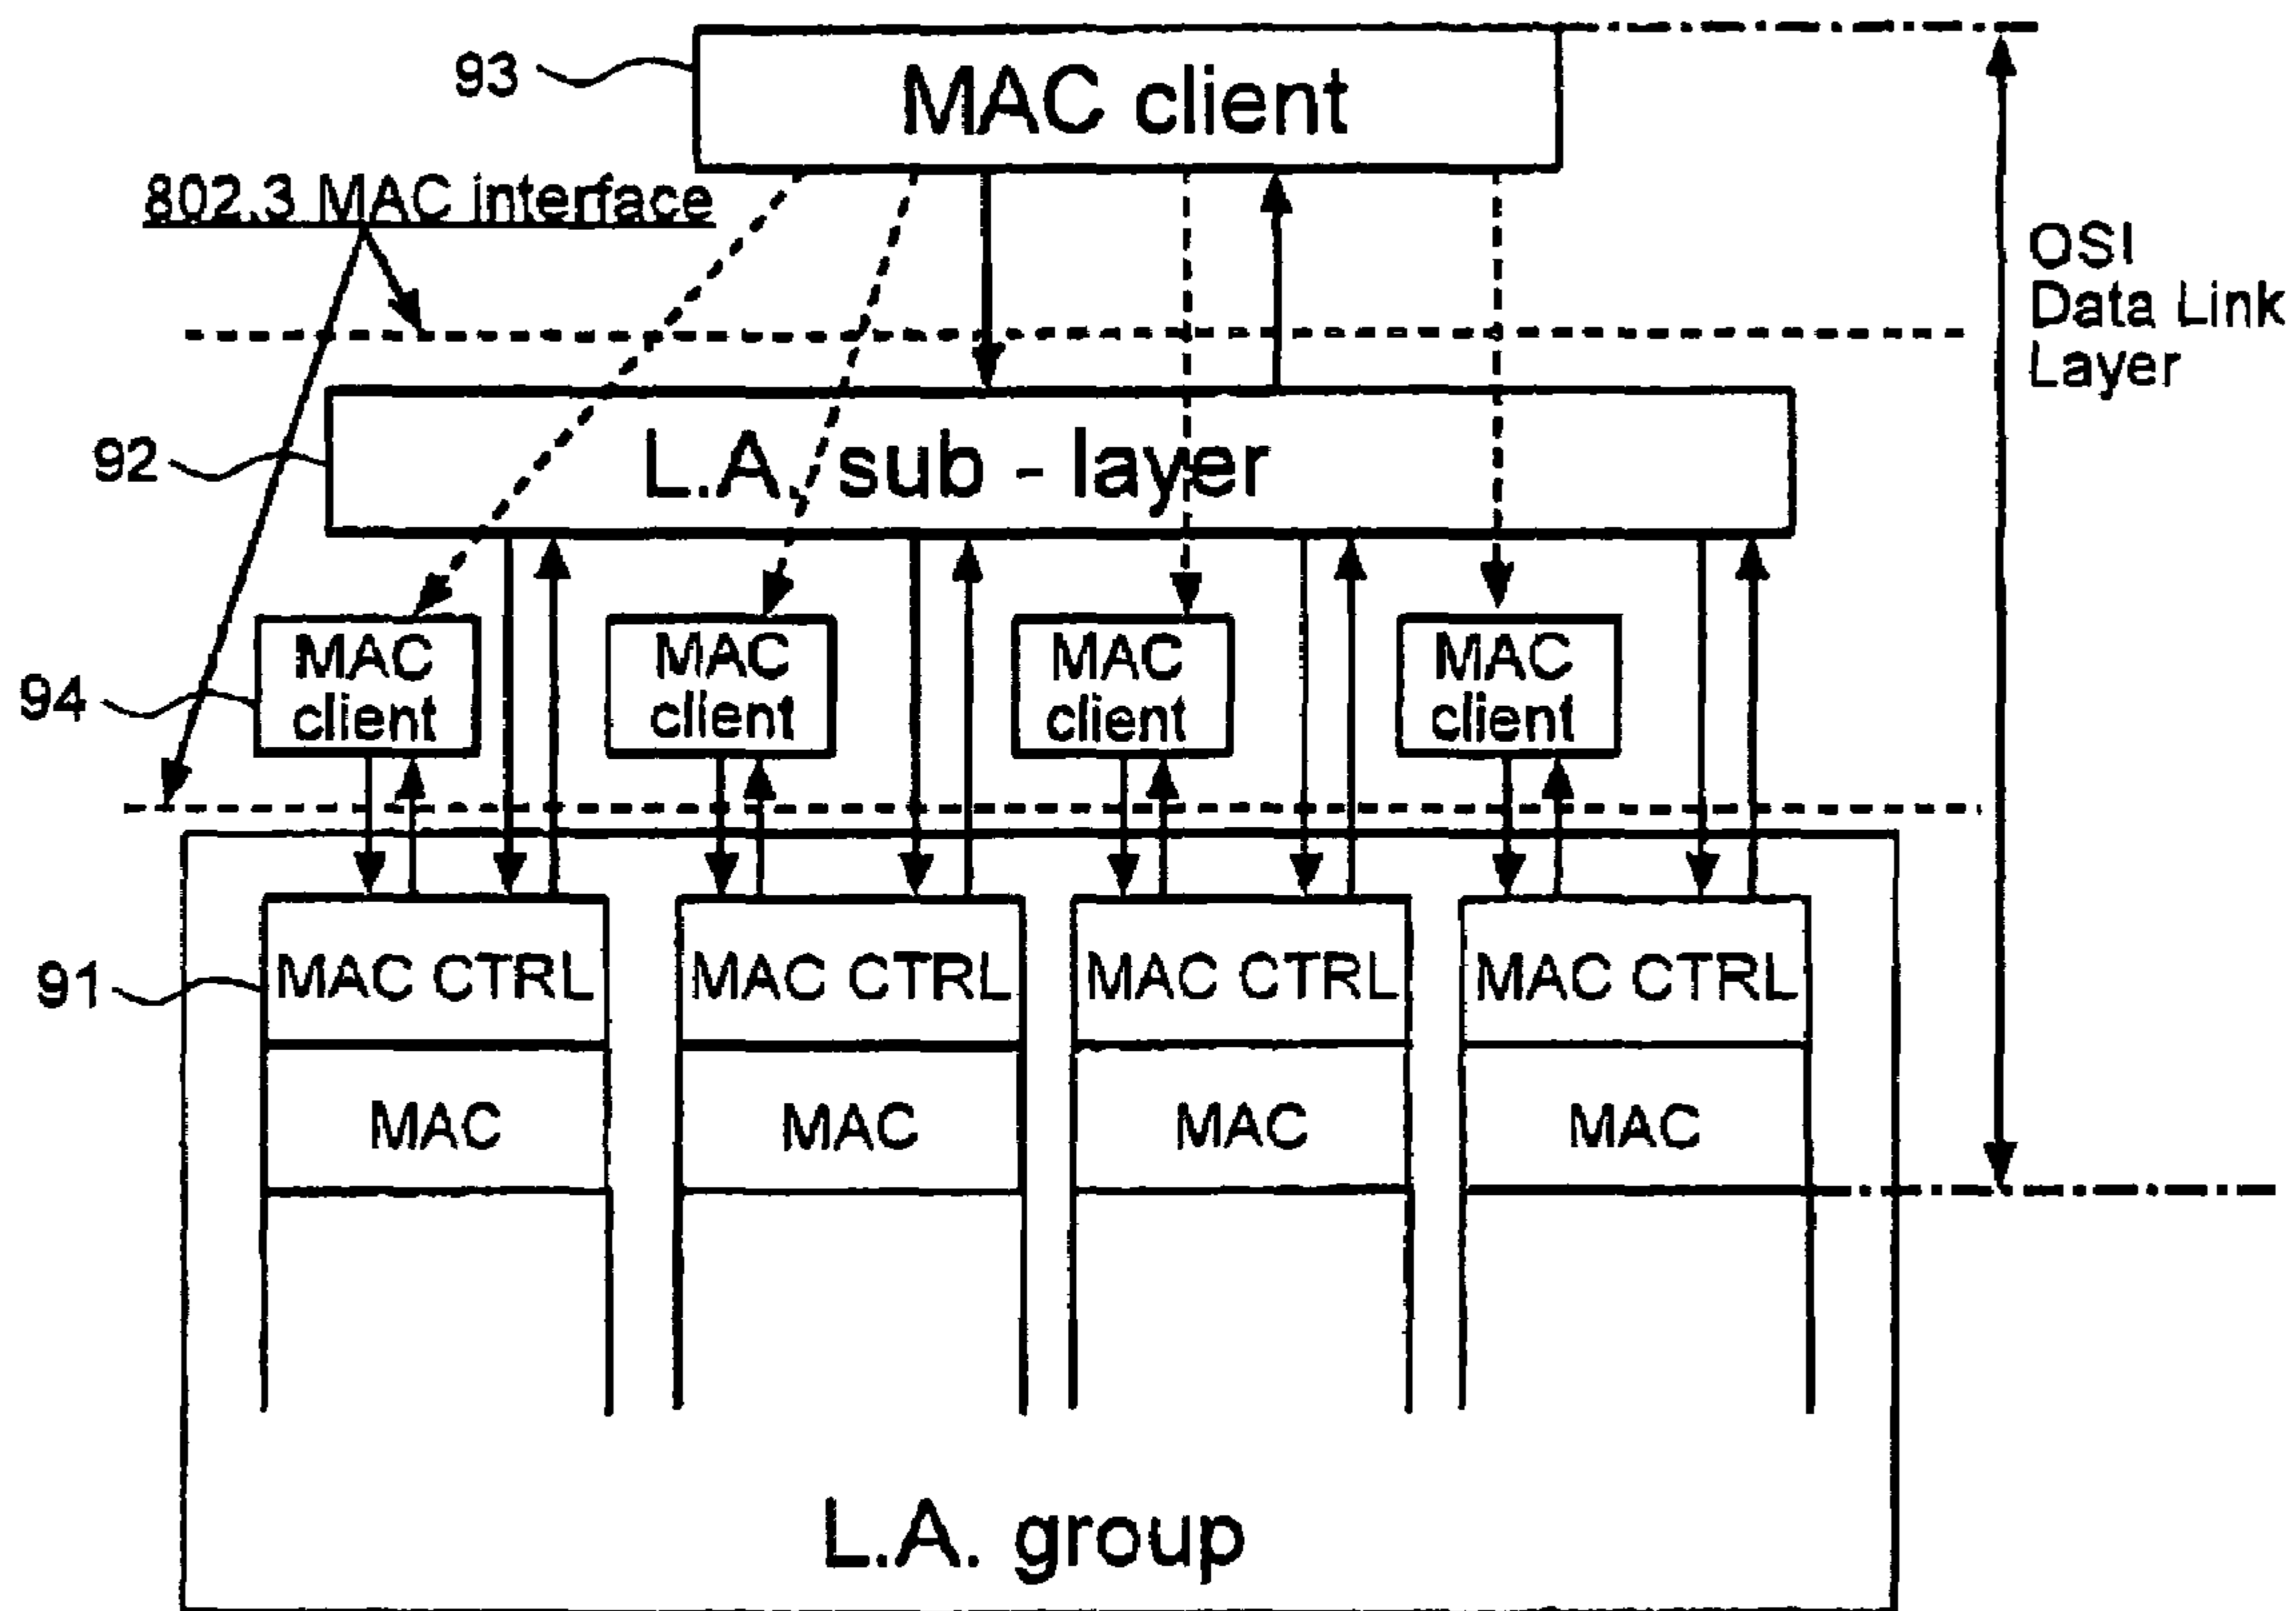 93
MAC client
802.3 MAC interface
OSI
Data Link
Layer
92
L.A. sub - layer
94
MAC
client
MAC
client
MAC
client
MAC
client
91
MAC CTRL
MAC CTRL
MAC CTRL
MAC CTRL
MAC
MAC
MAC
MAC
L.A. group